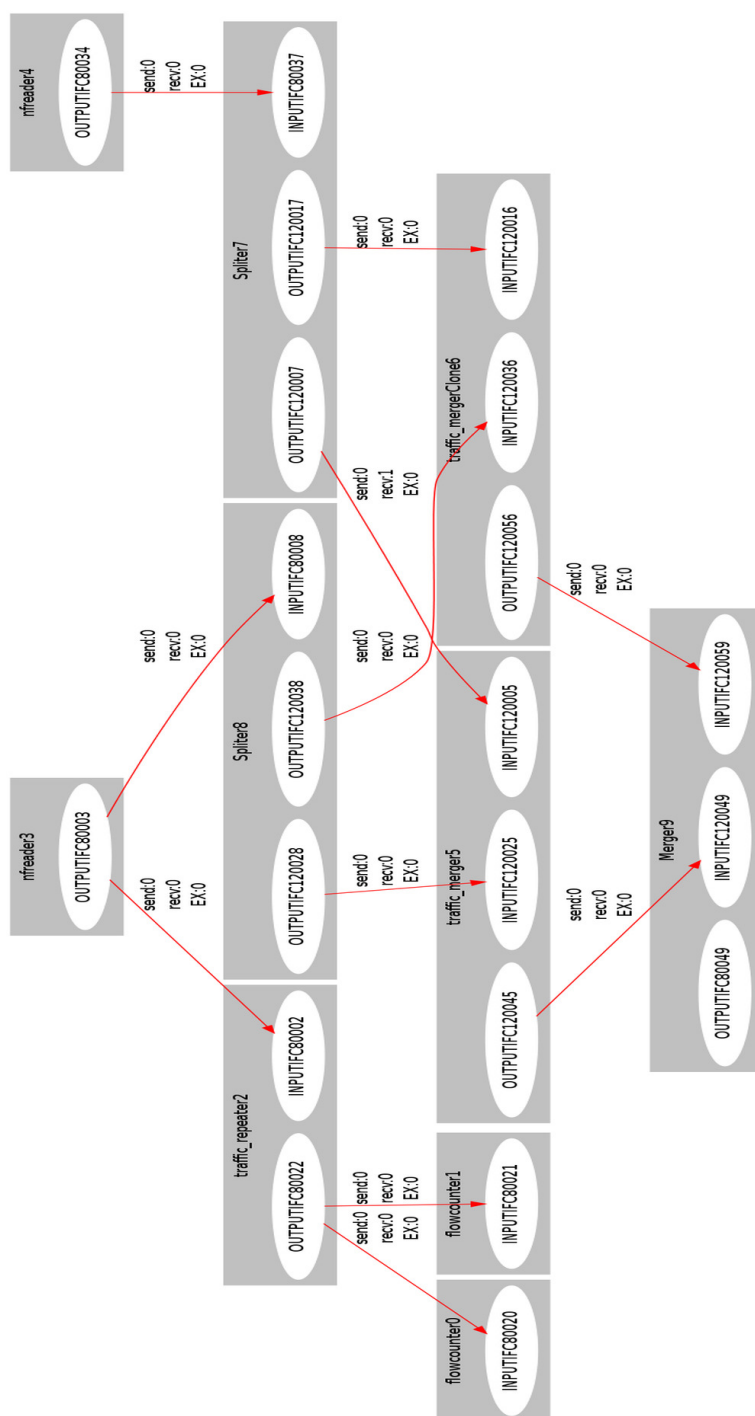 nfreader4
OUTPUTIFC80034
send:0
recv:0
EX:0
Spliter7
INPUTIFC80037
OUTPUTIFC120017
OUTPUTIFC120007
send:0
recv:0
EX:0
send:0
recv:1
EX:0
traffic_mergerClone6
INPUTIFC120016
INPUTIFC120036
OUTPUTIFC120056
send:0
recv:0
EX:0
nfreader3
OUTPUTIFC80003
send:0
recv:0
EX:0
send:0
recv:0
EX:0
Spliter8
INPUTIFC80008
OUTPUTIFC120038
OUTPUTIFC120028
send:0
recv:0
EX:0
send:0
recv:0
EX:0
traffic_merger5
INPUTIFC120005
INPUTIFC120025
OUTPUTIFC120045
send:0
recv:0
EX:0
Merger9
INPUTIFC120059
INPUTIFC120049
OUTPUTIFC80049
traffic_repeater2
INPUTIFC80002
OUTPUTIFC80022
send:0
recv:0
EX:0
send:0
recv:0
EX:0
flowcounter1
INPUTIFC80021
flowcounter0
INPUTIFC80020